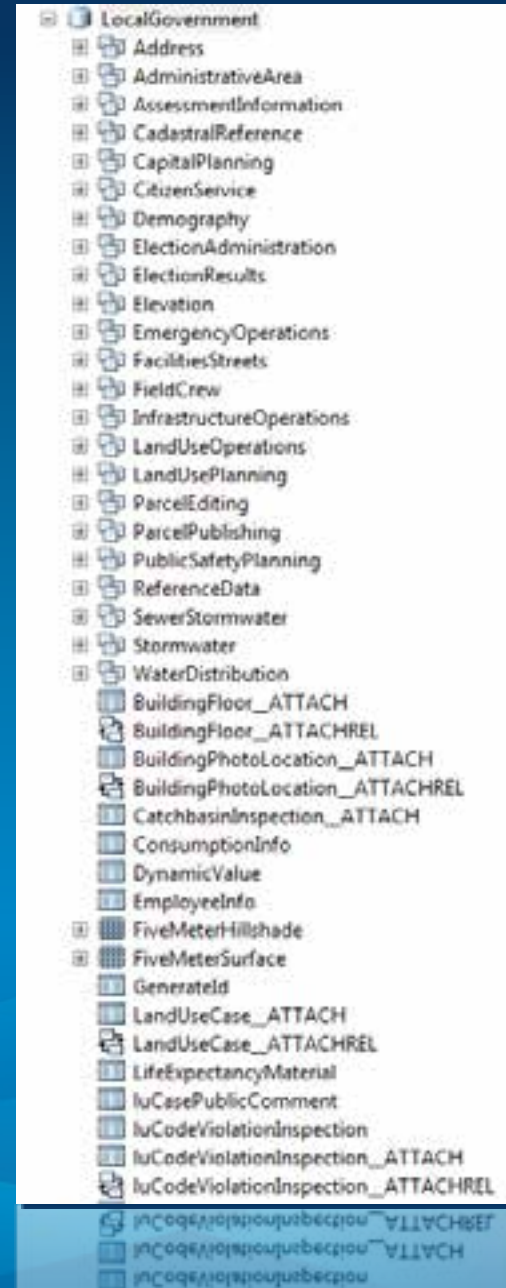 LocalGovernment
Address
AdministrativeArea
AssessmentInformation
CadastralReference
CapitalPlanning
CitizenService
Demography
ElectionAdministration
ElectionResults
Elevation
EmergencyOperations
FacilitiesStreets
FieldCrew
InfrastructureOperations
LandUseOperations
LandUsePlanning
ParcelEditing
ParcelPublishing
PublicSafetyPlanning
ReferenceData
SewerStormwater
Stormwater
WaterDistribution
BuildingFloor__ATTACH
BuildingFloor__ATTACHREL
BuildingPhotoLocation__ATTACH
BuildingPhotoLocation__ATTACHREL
CatchbasinInspection__ATTACH
ConsumptionInfo
DynamicValue
EmployeeInfo
FiveMeterHillshade
FiveMeterSurface
GenerateId
LandUseCase__ATTACH
LandUseCase__ATTACHREL
LifeExpectancyMaterial
luCasePublicComment
luCodeViolationInspection
luCodeViolationInspection__ATTACH
luCodeViolationInspection__ATTACHREL